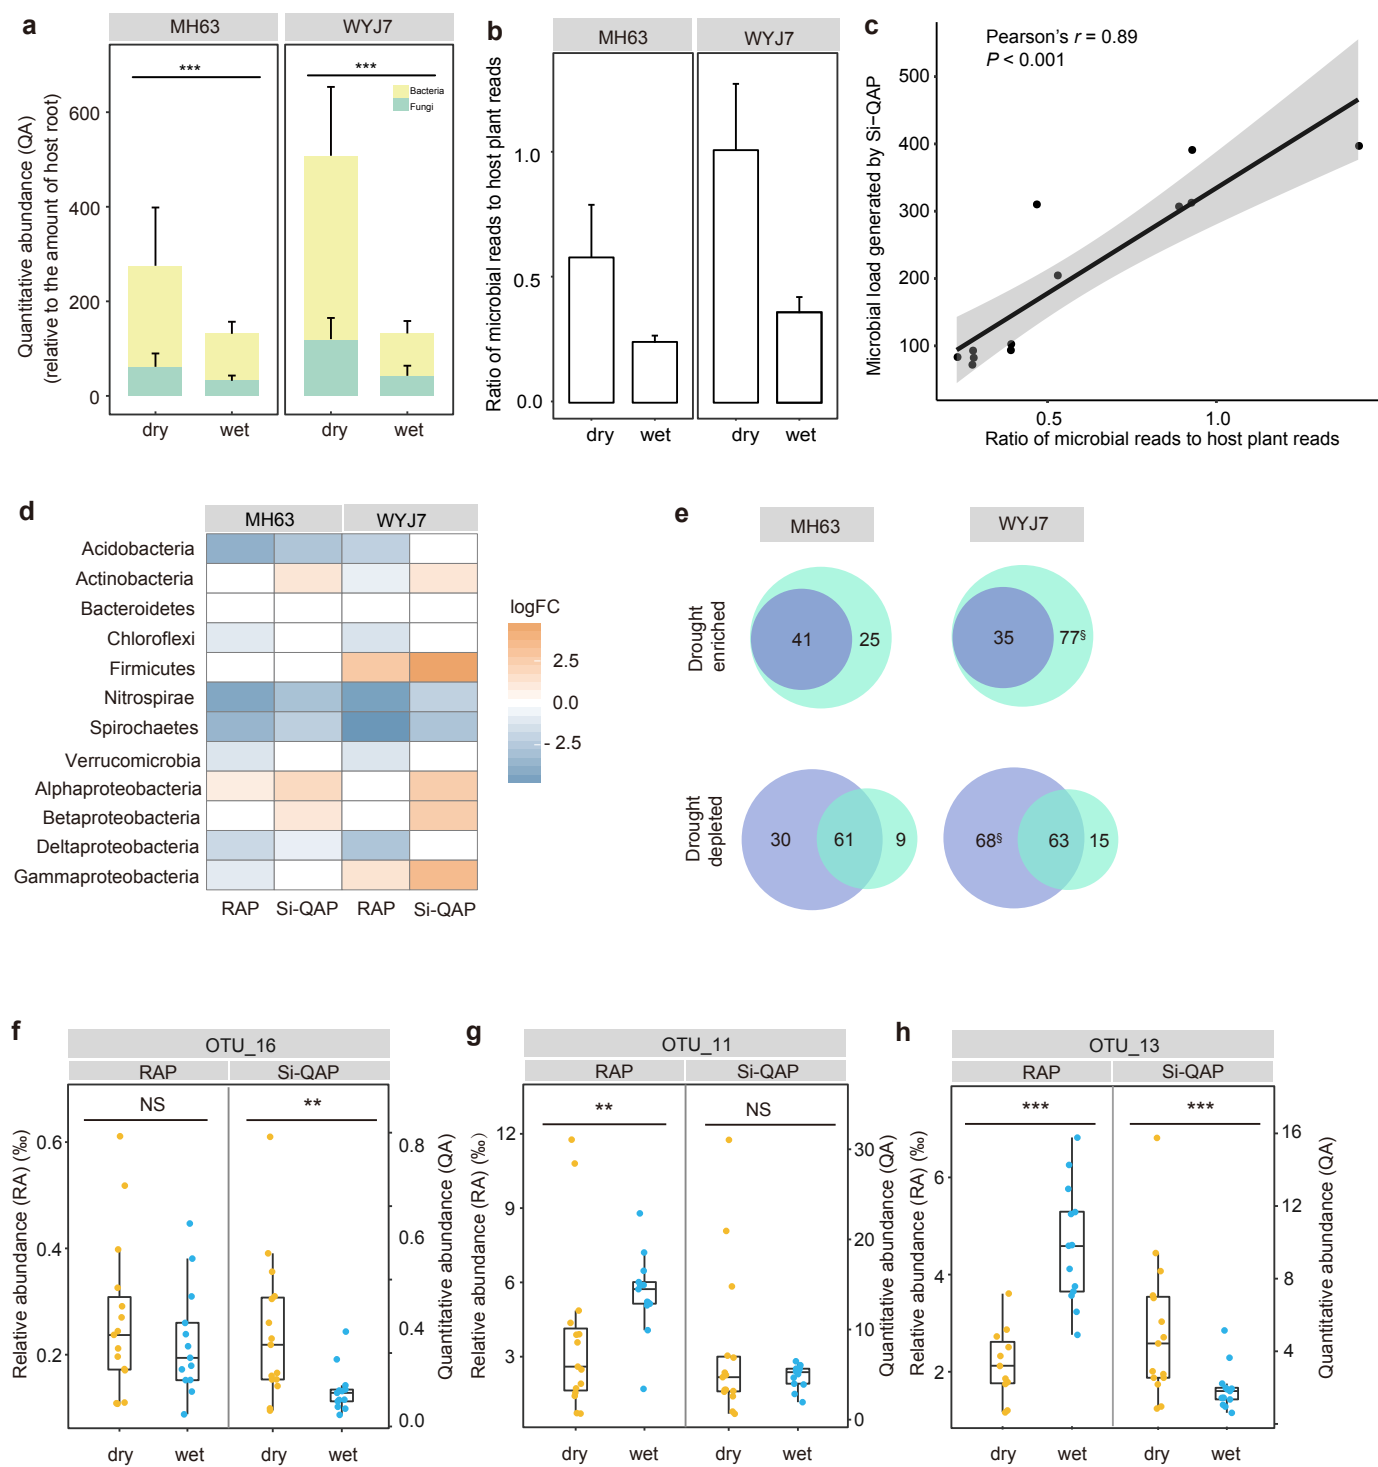 a
MH63
WYJ7
***
***
Bacteria
Fungi
Quantitative abundance (QA)
(relative to the amount of host root)
600
400
200
0
dry
wet
dry
wet
b
MH63
WYJ7
Ratio of microbial reads to host plant reads
1.0
0.5
0.0
dry
wet
dry
wet
c
Pearson's r = 0.89
P < 0.001
Microbial load generated by Si−QAP
500
400
300
200
100
0.5
1.0
Ratio of microbial reads to host plant reads
d
MH63
WYJ7
Acidobacteria
Actinobacteria
Bacteroidetes
Chloroflexi
Firmicutes
Nitrospirae
Spirochaetes
Verrucomicrobia
Alphaproteobacteria
Betaproteobacteria
Deltaproteobacteria
Gammaproteobacteria
RAP
Si-QAP
RAP
Si-QAP
logFC
2.5
0.0
- 2.5
e
MH63
WYJ7
Drought
enriched
41
25
35
77§
Drought
depleted
30
61
9
68§
63
15
f
OTU_16
RAP
Si-QAP
NS
**
Relative abundance (RA) (‰)
0.6
0.4
0.2
0.8
0.6
0.4
0.0
Quantitative abundance (QA)
dry
wet
dry
wet
g
OTU_11
RAP
Si-QAP
**
NS
Relative abundance (RA) (‰)
12
9
6
3
30
20
10
0
Quantitative abundance (QA)
dry
wet
dry
wet
h
OTU_13
RAP
Si-QAP
***
***
Relative abundance (RA) (‰)
6
4
2
16
12
8
4
Quantitative abundance (QA)
dry
wet
dry
wet